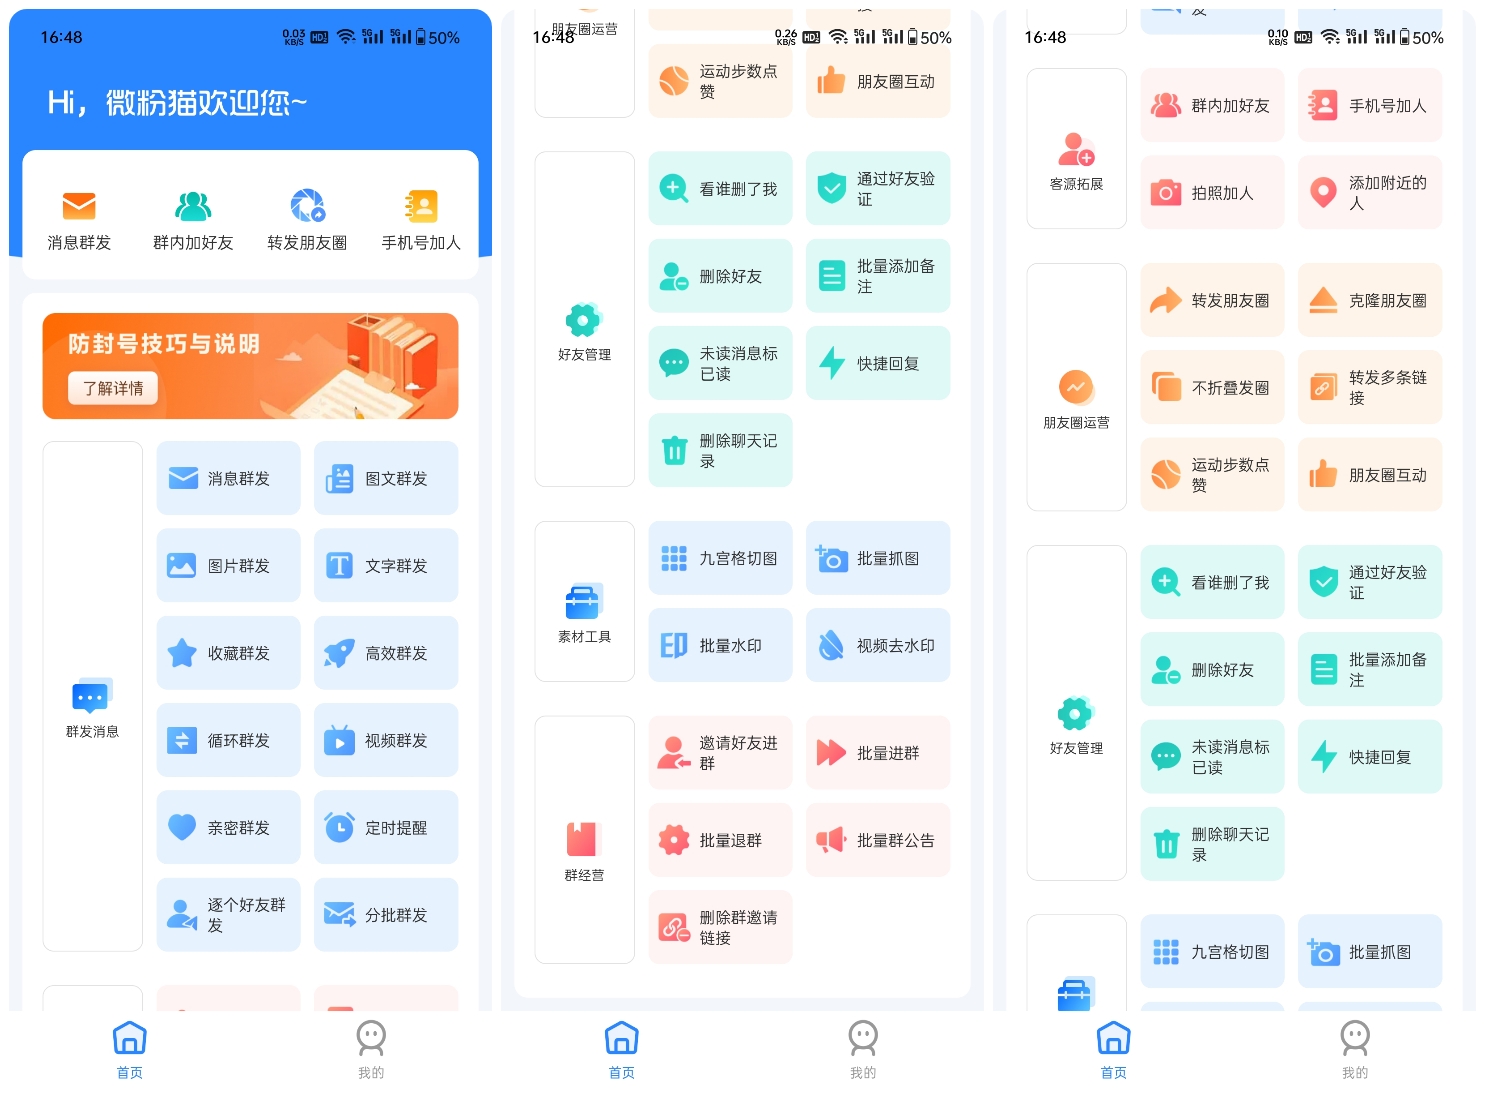 16:48
0.03
KB/S
HD
5G
5G
50%
Hi，微粉猫欢迎您~
消息群发
群内加好友
转发朋友圈
手机号加人
防封号技巧与说明
了解详情
群发消息
消息群发
图文群发
图片群发
文字群发
收藏群发
高效群发
循环群发
视频群发
亲密群发
定时提醒
逐个好友群
发
分批群发
首页
我的
接
朋友圈运营
16:48
0.26
KB/S
HD
5G
5G
50%
运动步数点
赞
朋友圈互动
好友管理
看谁删了我
通过好友验
证
删除好友
批量添加备
注
未读消息标
已读
快捷回复
删除聊天记
录
素材工具
九宫格切图
批量抓图
批量水印
视频去水印
群经营
邀请好友进
群
批量进群
批量退群
批量群公告
删除群邀请
链接
首页
我的
发
16:48
0.10
KB/S
HD
5G
5G
50%
客源拓展
群内加好友
手机号加人
拍照加人
添加附近的
人
朋友圈运营
转发朋友圈
克隆朋友圈
不折叠发圈
转发多条链
接
运动步数点
赞
朋友圈互动
好友管理
看谁删了我
通过好友验
证
删除好友
批量添加备
注
未读消息标
已读
快捷回复
删除聊天记
录
九宫格切图
批量抓图
首页
我的